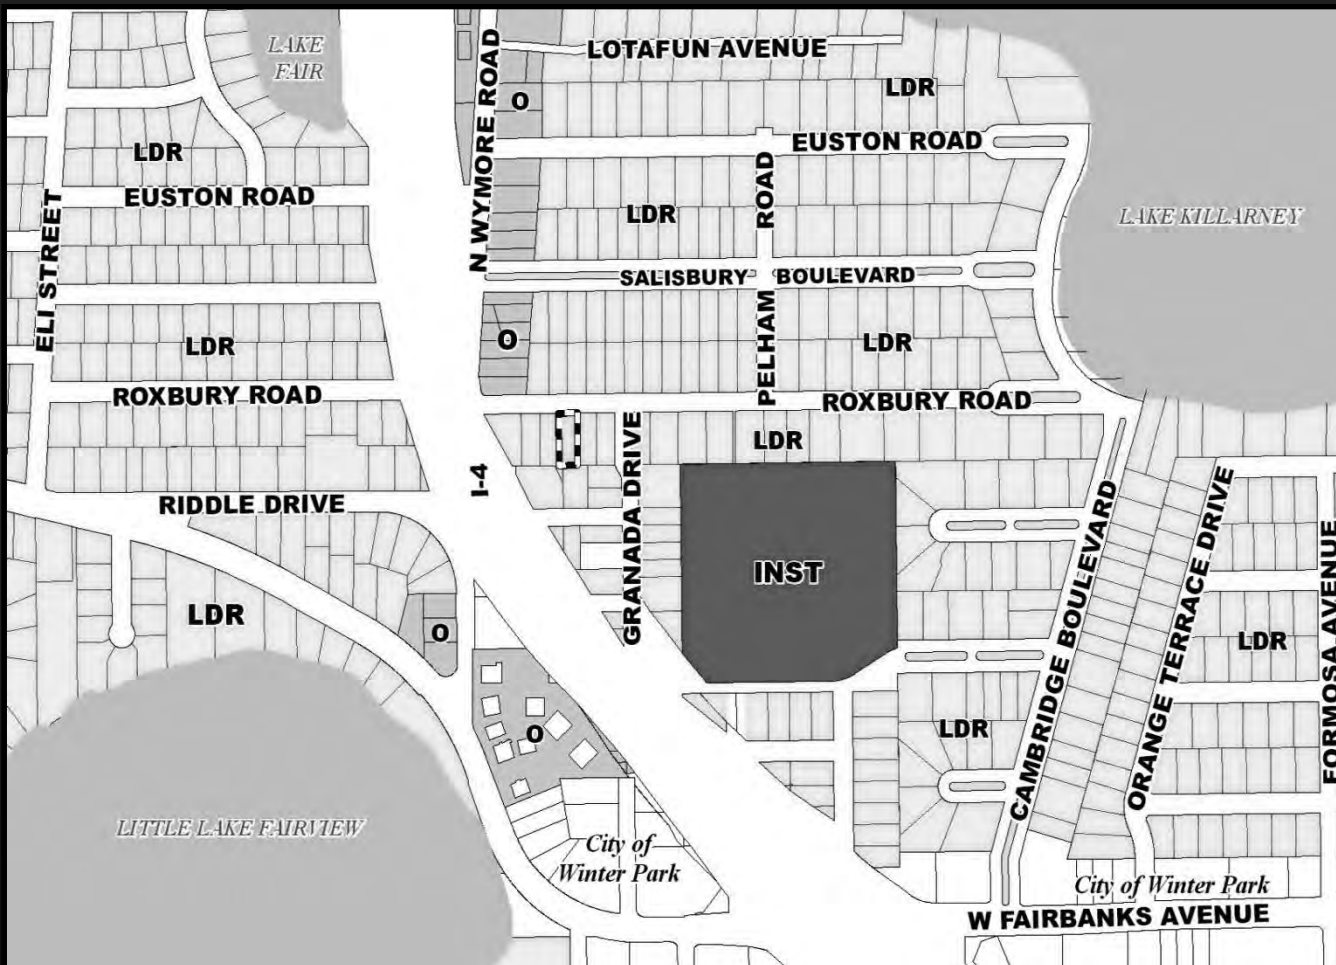 LAKE
FAIR
LOTAFUN AVENUE
LDR
O
N WYMORE ROAD
EUSTON ROAD
LDR
EUSTON ROAD
ROAD
LDR
LAKE KILLARNEY
ELI STREET
SALISBURY BOULEVARD
O
LDR
LDR
PELHAM
ROXBURY ROAD
ROXBURY ROAD
LDR
I-4
GRANADA DRIVE
RIDDLE DRIVE
INST
CAMBRIDGE BOULEVARD
ORANGE TERRACE DRIVE
FORMOSA AVENUE
LDR
O
LDR
O
LDR
LITTLE LAKE FAIRVIEW
City of
Winter Park
City of Winter Park
W FAIRBANKS AVENUE